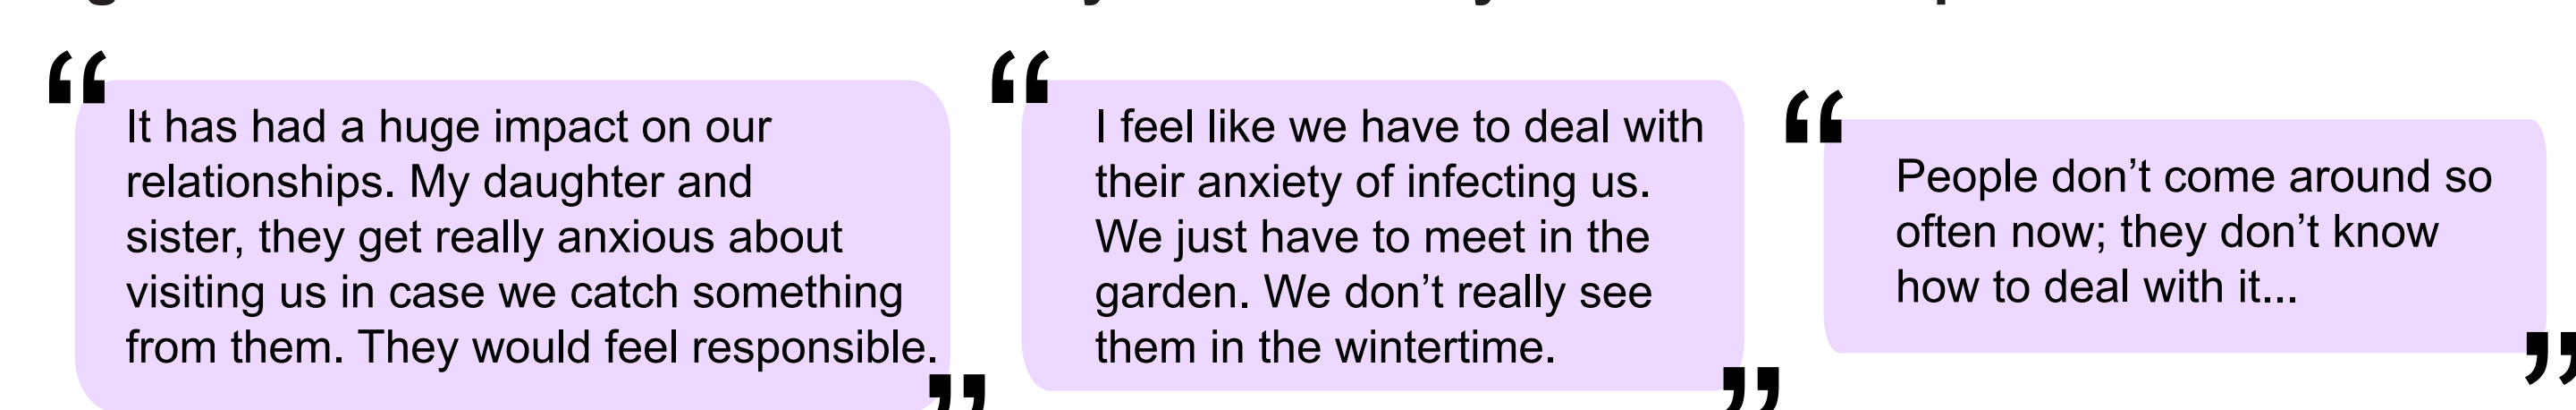 “
It has had a huge impact on our
relationships. My daughter and
sister, they get really anxious about
visiting us in case we catch something
from them. They would feel responsible.
”
“
I feel like we have to deal with
their anxiety of infecting us.
We just have to meet in the
garden. We don’t really see
them in the wintertime.
”
“
People don’t come around so
often now; they don’t know
how to deal with it...
”